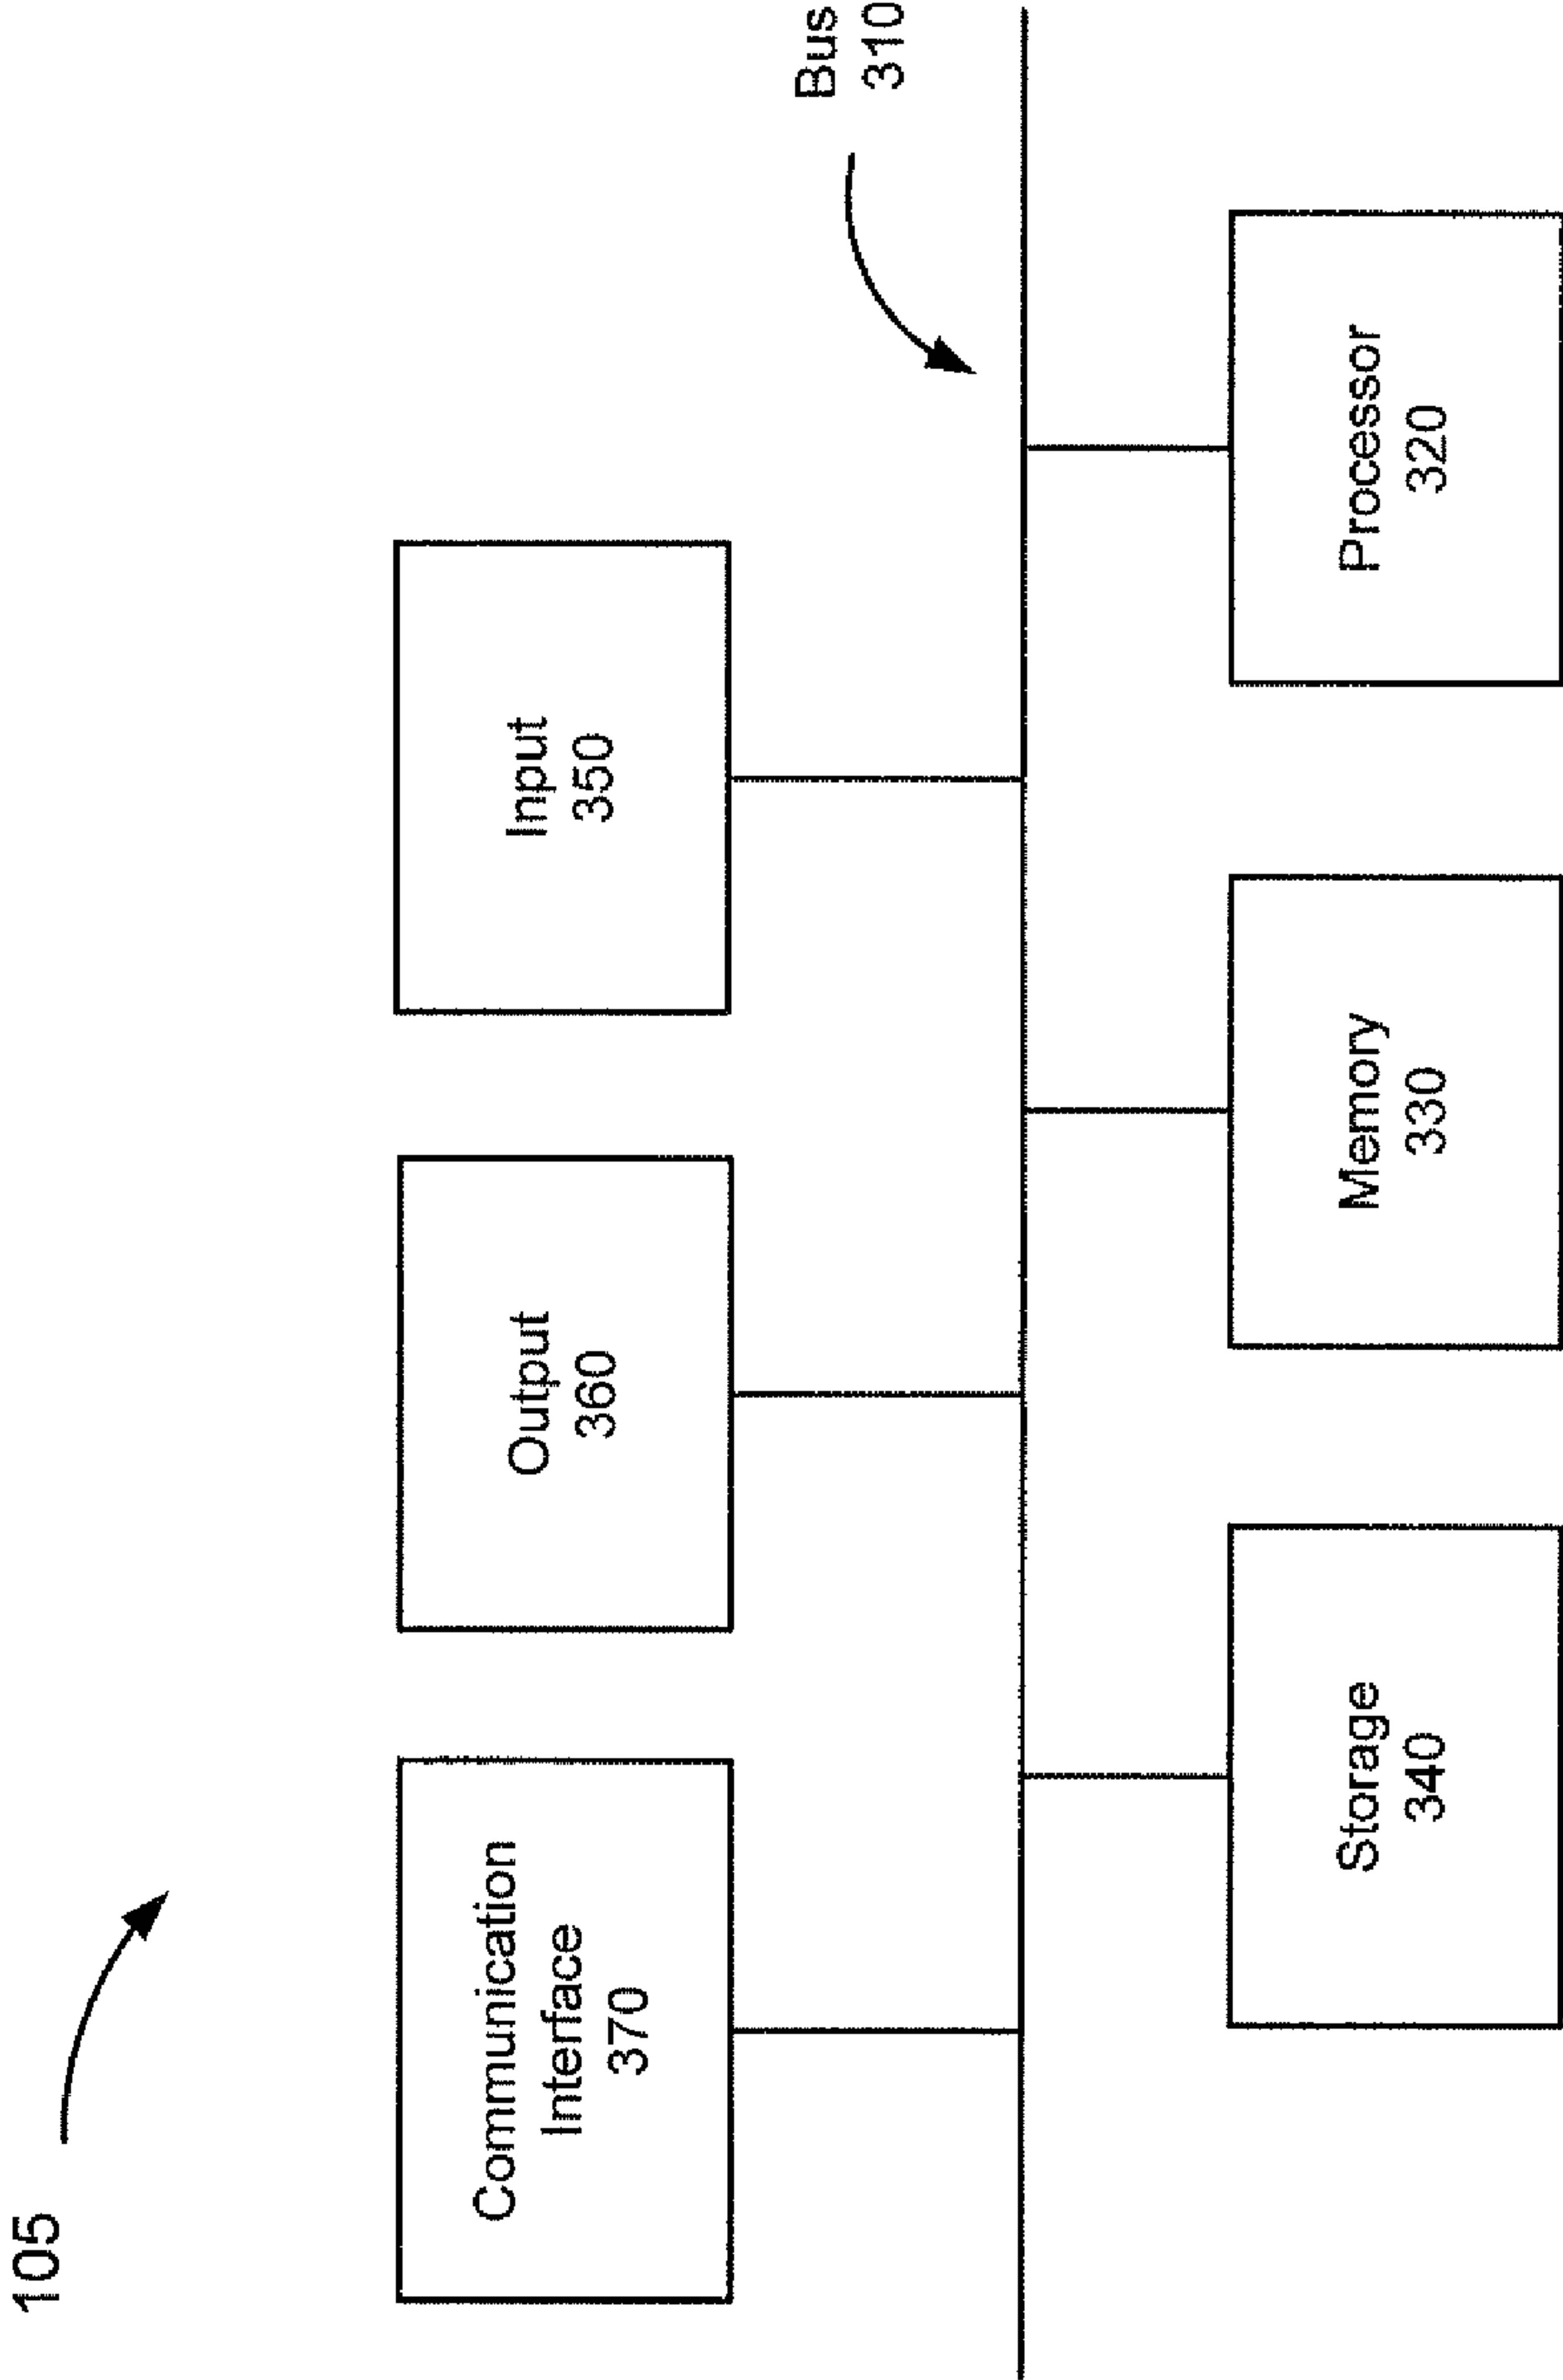 105
Communication
Interface
370
Output
360
Input
350
Bus
310
Storage
340
Memory
330
Processor
320